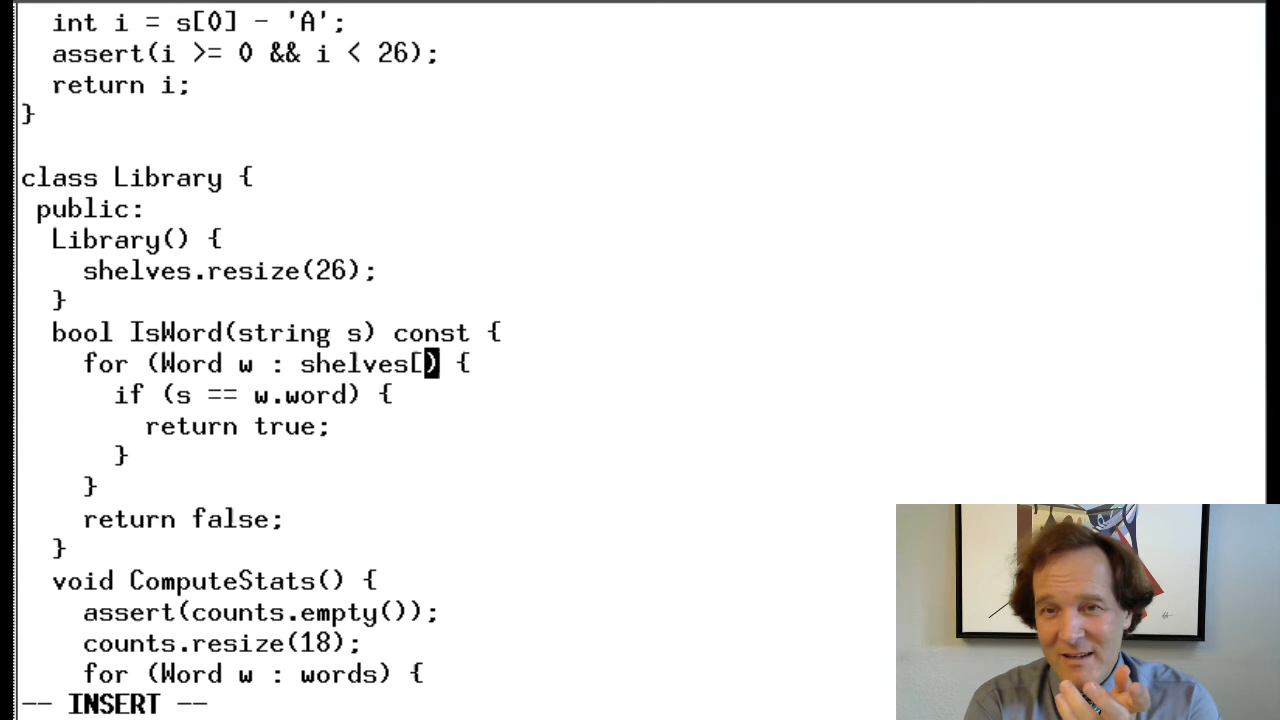 int i = s[0] - 'A';
assert(i >= 0 && i < 26);
return i;
}
class Library {
public:
Library() {
shelves.resize(26);
}
bool IsWord(string s) const {
for (Word w : shelves[) {
if (s == w.word) {
return true;
}
}
return false;
}
void ComputeStats() {
assert(counts.empty());
counts.resize(18);
for (Word w : words) {
-- INSERT --